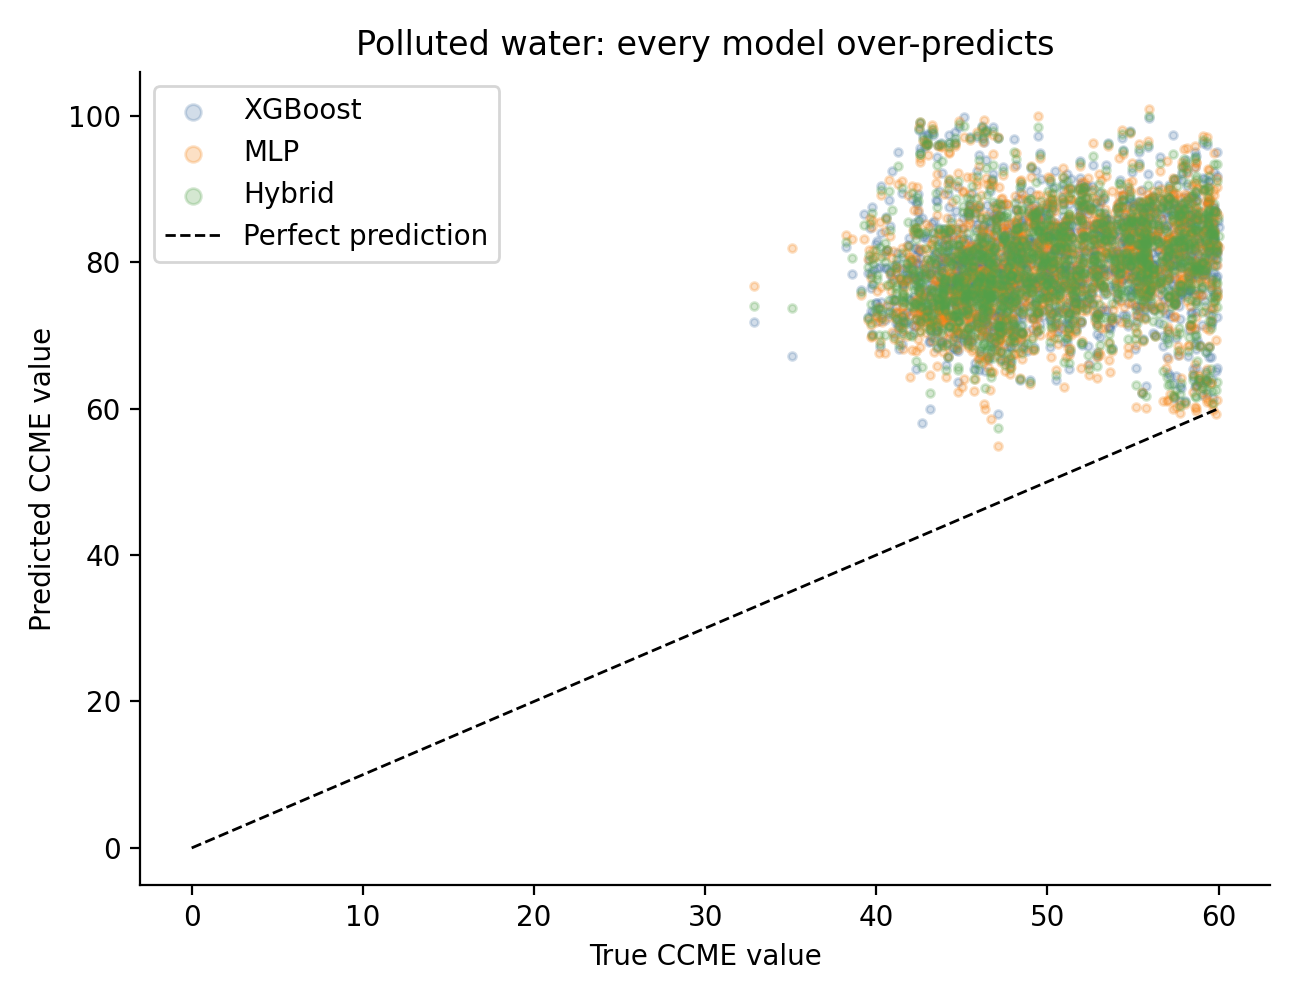 Polluted water: every model over-predicts
XGBoost
MLP
Hybrid
Perfect prediction
100
80
60
40
20
0
Predicted CCME value
0 10 20 30 40 50 60
True CCME value